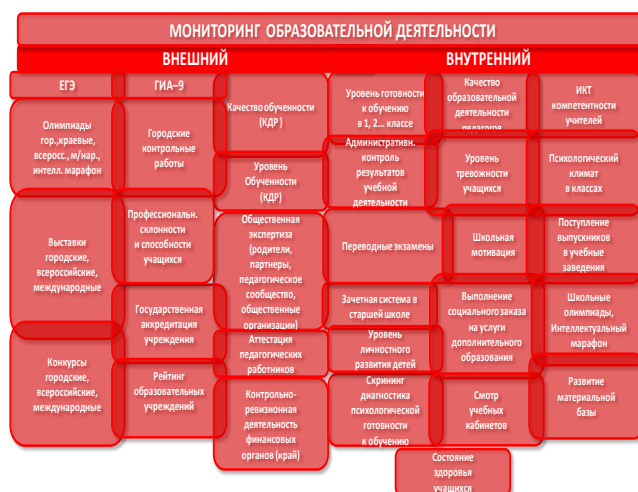 МОНИТОРИНГ ОБРАЗОВАТЕЛЬНОЙ ДЕЯТЕЛЬНОСТИ
ВНЕШНИЙ
ВНУТРЕННИЙ
ЕГЭ
Олимпиады
гор.,краевые,
всеросс., м/нар.,
интелл. марафон
Выставки
городские,
всероссийские,
международные
Конкурсы
городские,
всероссийские,
международные
ГИА–9
Городские
контрольные
работы
Профессиональн.
склонности
и способности
учащихся
Государственная
аккредитация
учреждения
Рейтинг
образовательных
учреждений
Качество обученности
(КДР)
Уровень
Обученности
(КДР)
Общественная
экспертиза
(родители,
партнеры,
педагогическое
сообщество,
общественные
организации)
Аттестация
педагогических
работников
Контрольно-
ревизионная
деятельность
финансовых
органов (край)
Уровень готовности
к обучению
в 1, 2... классе
Административн.
контроль
результатов
учебной
деятельности
Переводные экзамены
Зачетная система в
старшей школе
Уровень
личностного
развития детей
Скрининг
диагностика
психологической
готовности
к обучению
Качество
образовательной
деятельности
педагогов
Уровень
тревожности
учащихся
Школьная
мотивация
Выполнение
социального заказа
на услуги
дополнительного
образования
Смотр
учебных
кабинетов
ИКТ
компетентности
учителей
Психологический
климат
в классах
Поступление
выпускников
в учебные
заведения
Школьные
олимпиады,
Интеллектуальный
марафон
Развитие
материальной
базы
Состояние
здоровья
учащихся